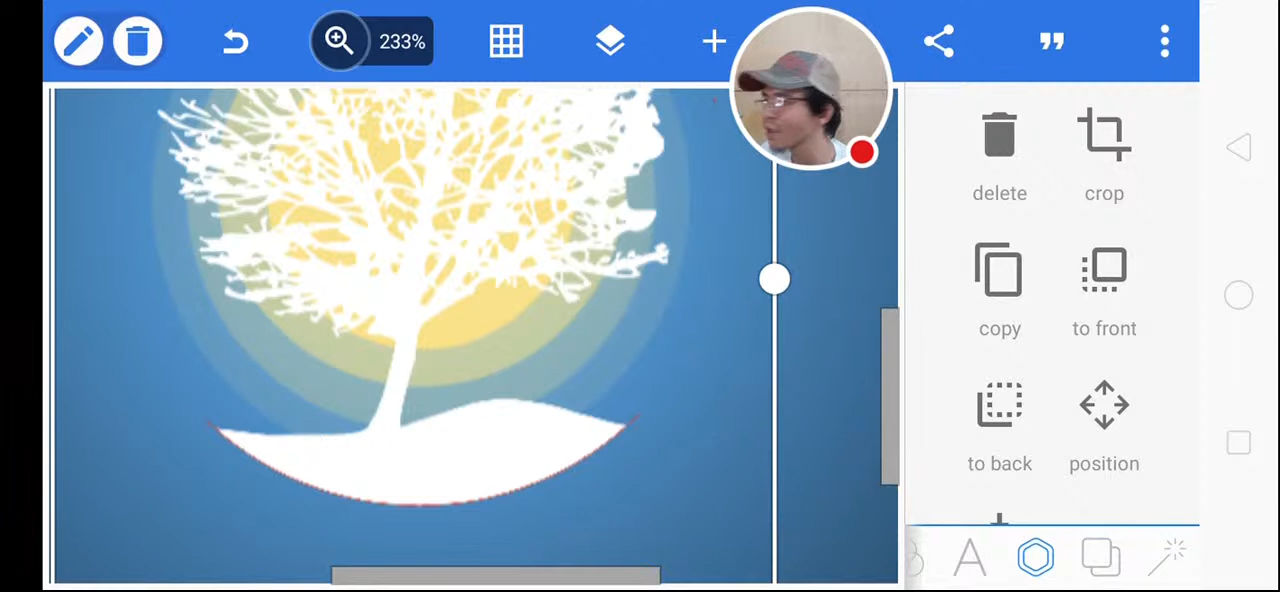 233%
delete
crop
copy
to front
to back
position
A